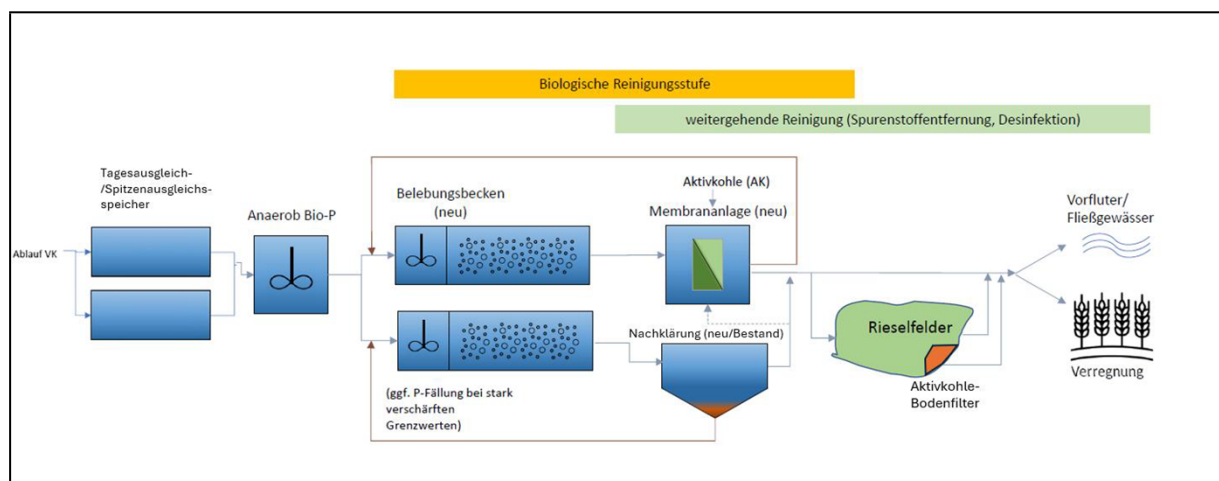 Biologische Reinigungsstufe
weitergehende Reinigung (Spurenstoffentfernung, Desinfektion)
Tagesausgleich-
/Spitzenausgleichs-
speicher
Anaerob Bio-P
Belebungsbecken
(neu)
Aktivkohle (AK)
Membrananlage (neu)
Vorfluter/
Fließgewässer
Ablauf VK
Nachklärung (neu/Bestand)
Rieselfelder
Verregnung
Aktivkohle-
Bodenfilter
(ggf. P-Fällung bei stark
verschärften
Grenzwerten)